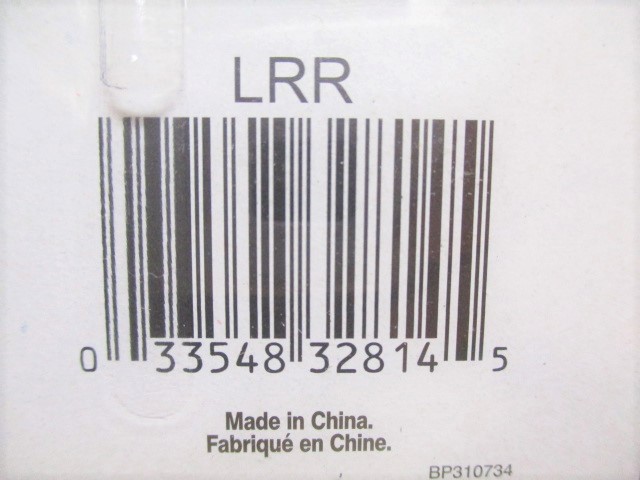 LRR
0 33548 32814 5
Made in China.
Fabriqué en Chine.
BP310734